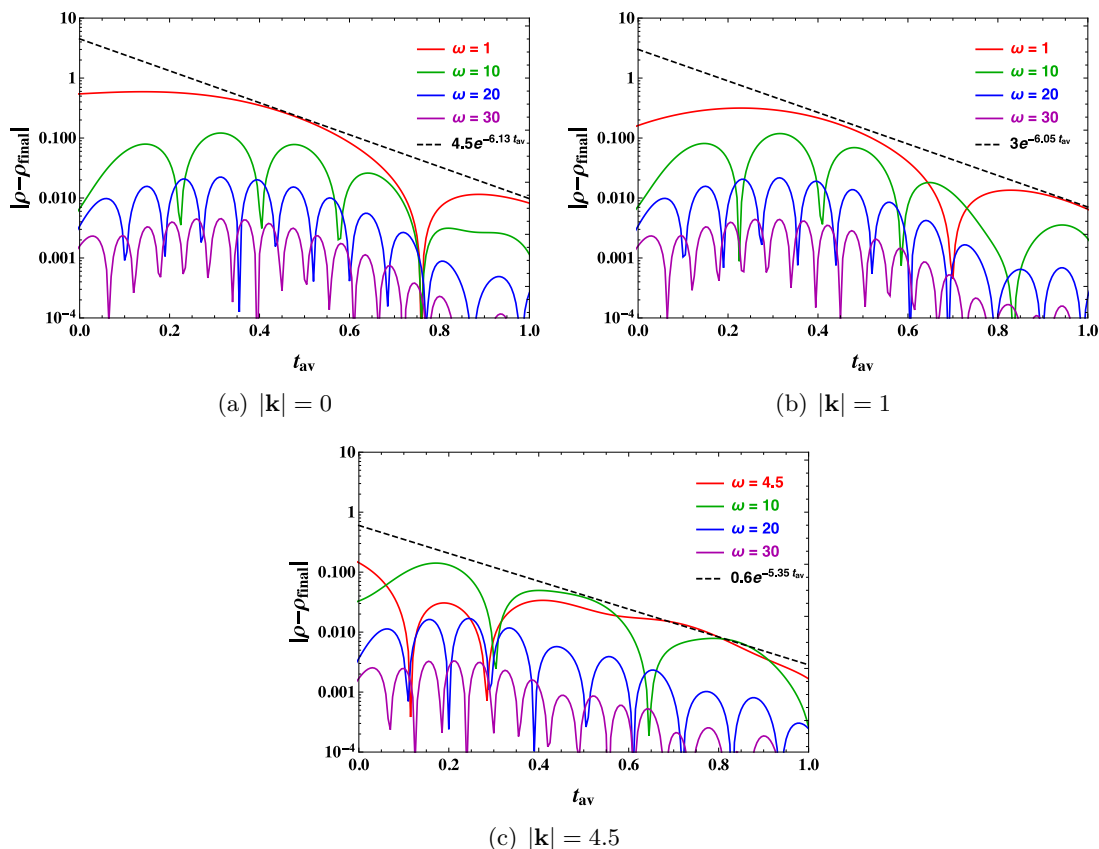 10
1
0.100
0.010
0.001
10⁻⁴
|ρ−ρfinal|
0.0 0.2 0.4 0.6 0.8 1.0
tav
ω = 1
ω = 10
ω = 20
ω = 30
4.5e^−6.13 tav
(a) |k| = 0
10
1
0.100
0.010
0.001
10⁻⁴
|ρ−ρfinal|
0.0 0.2 0.4 0.6 0.8 1.0
tav
ω = 1
ω = 10
ω = 20
ω = 30
3e^−6.05 tav
(b) |k| = 1
10
1
0.100
0.010
0.001
10⁻⁴
|ρ−ρfinal|
0.0 0.2 0.4 0.6 0.8 1.0
tav
ω = 4.5
ω = 10
ω = 20
ω = 30
0.6e^−5.35 tav
(c) |k| = 4.5